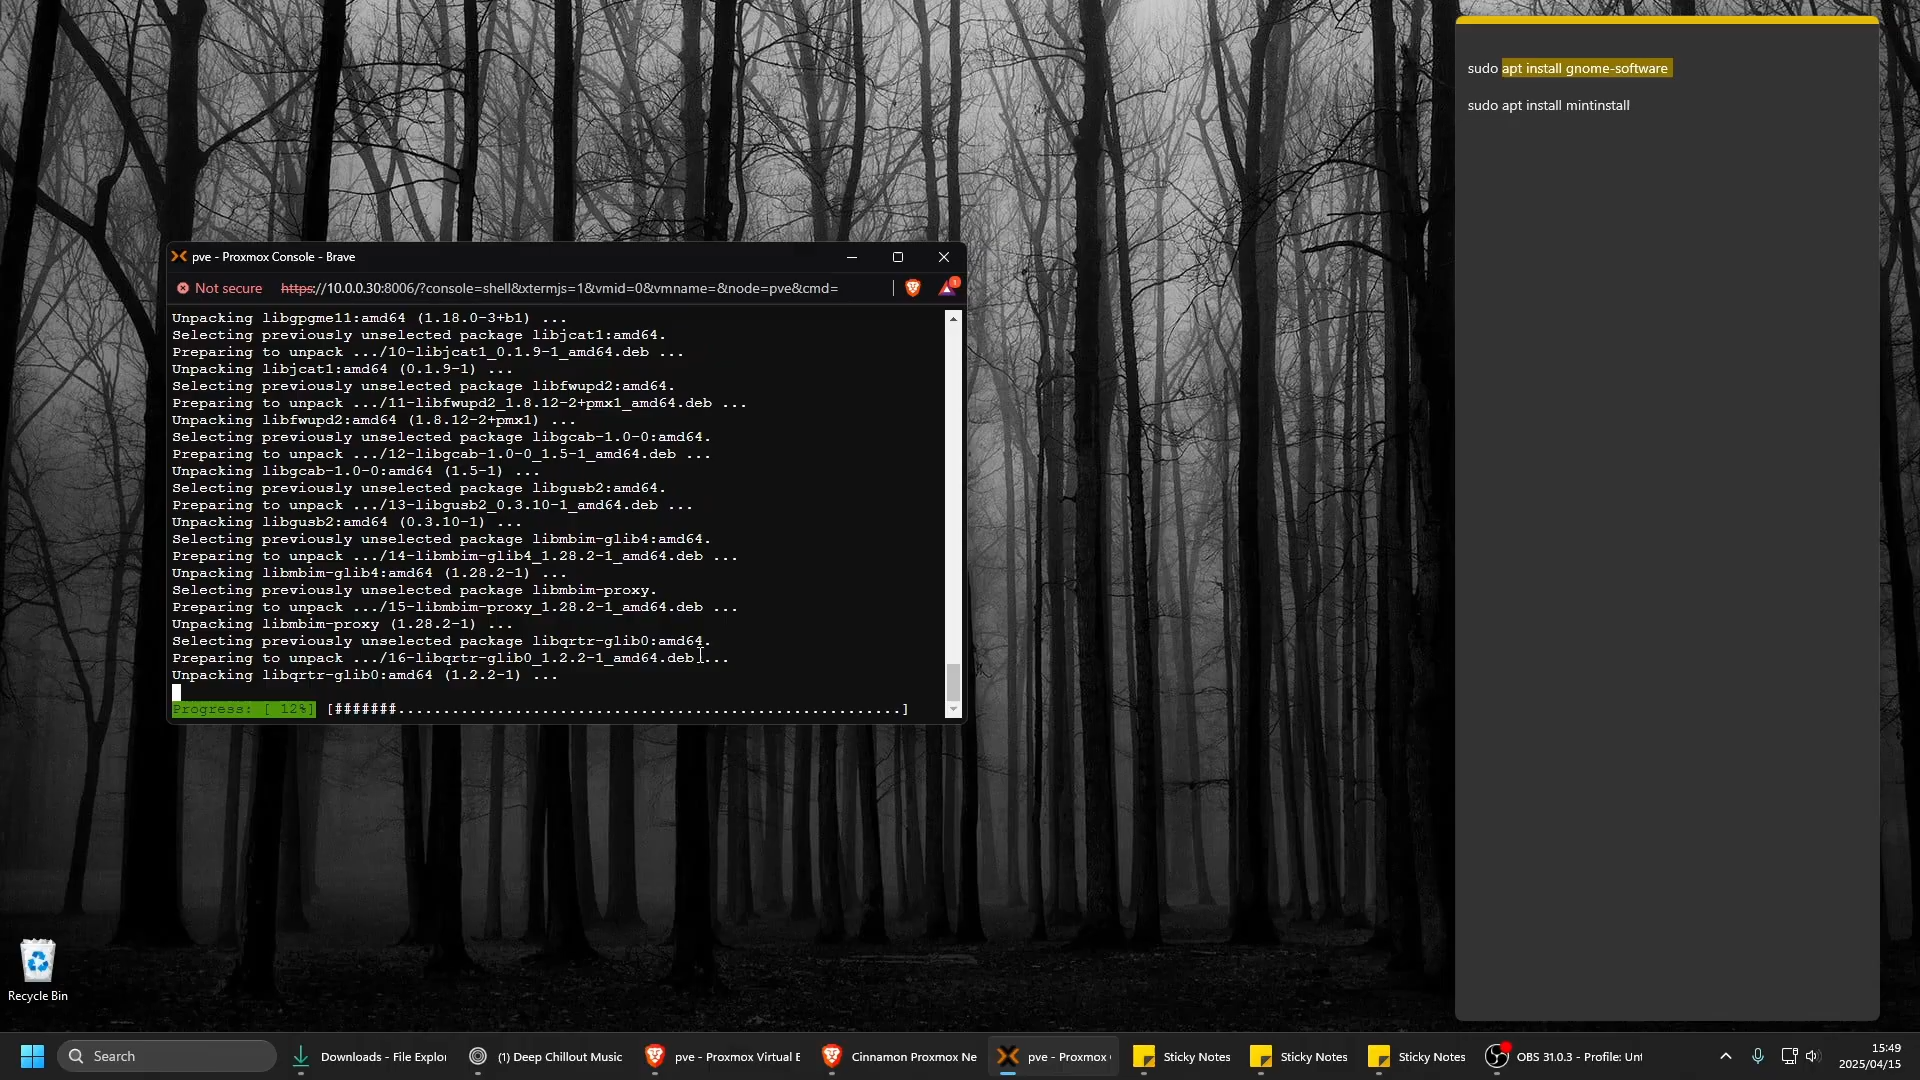 sudo apt install gnome-software
sudo apt install mintinstall
pve - Proxmox Console - Brave
Not secure https://10.0.0.30:8006/?console=shell&xtermjs=1&vmid=0&vmname=&node=pve&cmd=
1
Unpacking libgpgme11:amd64 (1.18.0-3+b1) ...
Selecting previously unselected package libjcat1:amd64.
Preparing to unpack .../10-libjcat1_0.1.9-1_amd64.deb ...
Unpacking libjcat1:amd64 (0.1.9-1) ...
Selecting previously unselected package libfwupd2:amd64.
Preparing to unpack .../11-libfwupd2_1.8.12-2+pmx1_amd64.deb ...
Unpacking libfwupd2:amd64 (1.8.12-2+pmx1) ...
Selecting previously unselected package libgcab-1.0-0:amd64.
Preparing to unpack .../12-libgcab-1.0-0_1.5-1_amd64.deb ...
Unpacking libgcab-1.0-0:amd64 (1.5-1) ...
Selecting previously unselected package libgusb2:amd64.
Preparing to unpack .../13-libgusb2_0.3.10-1_amd64.deb ...
Unpacking libgusb2:amd64 (0.3.10-1) ...
Selecting previously unselected package libmbim-glib4:amd64.
Preparing to unpack .../14-libmbim-glib4_1.28.2-1_amd64.deb ...
Unpacking libmbim-glib4:amd64 (1.28.2-1) ...
Selecting previously unselected package libmbim-proxy.
Preparing to unpack .../15-libmbim-proxy_1.28.2-1_amd64.deb ...
Unpacking libmbim-proxy (1.28.2-1) ...
Selecting previously unselected package libqrtr-glib0:amd64.
Preparing to unpack .../16-libqrtr-glib0_1.2.2-1_amd64.deb ...
Unpacking libqrtr-glib0:amd64 (1.2.2-1) ...
Progress: [ 12%] [#######........................................................]
Recycle Bin
Search
Downloads - File Explor
(1) Deep Chillout Music
pve - Proxmox Virtual E
Cinnamon Proxmox Ne
pve - Proxmox
Sticky Notes
Sticky Notes
Sticky Notes
OBS 31.0.3 - Profile: Unt
15:49
2025/04/15